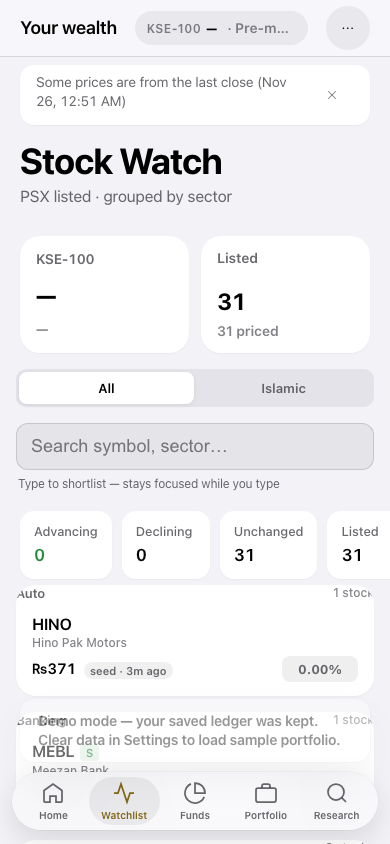 Your wealth
KSE-100 — · Pre-m...
...
Some prices are from the last close (Nov
26, 12:51 AM)
×
Stock Watch
PSX listed · grouped by sector
KSE-100
—
—
Listed
31
31 priced
All
Islamic
Search symbol, sector...
Type to shortlist — stays focused while you type
Advancing
0
Declining
0
Unchanged
31
Listed
31
Auto
1 stock
HINO
Hino Pak Motors
₨371
seed · 3m ago
0.00%
Banking
1 stock
Demo mode — your saved ledger was kept.
Clear data in Settings to load sample portfolio.
MEBL
S
Meezan Bank
Home
Watchlist
Funds
Portfolio
Research